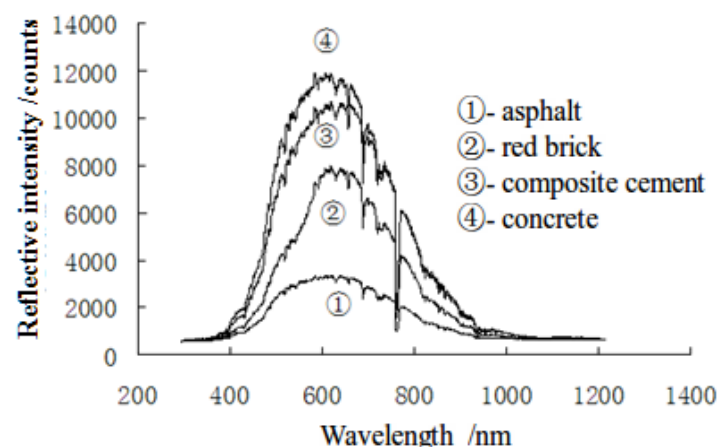 Reflective intensity /counts
14000
12000
10000
8000
6000
4000
2000
0
④
③
②
①
①- asphalt
②- red brick
③- composite cement
④- concrete
200 400 600 800 1000 1200 1400
Wavelength /nm